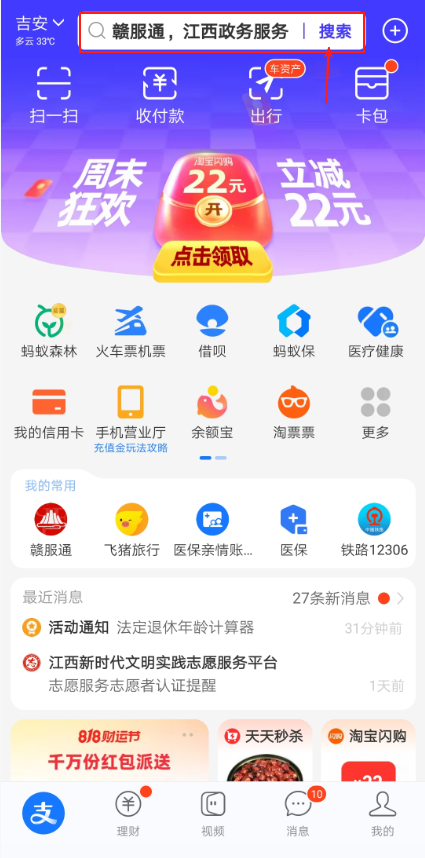 吉安
多云 33℃
赣服通，江西政务服务 搜索
车资产
扫一扫 收付款 出行 卡包
周末狂欢
淘宝闪购
22元
开
立减22元
点击领取
蚂蚁森林 火车票机票 借呗 蚂蚁保 医疗健康
我的信用卡 手机营业厅 余额宝 淘票票 更多
充值金玩法攻略
我的常用
赣服通 飞猪旅行 医保亲情账... 医保 铁路12306
最近消息 27条新消息
活动通知 法定退休年龄计算器 31分钟前
江西新时代文明实践志愿服务平台
志愿服务志愿者认证提醒 1天前
8/8财运节
千万份红包派送
天天秒杀
闪购 淘宝闪购
支 理财 视频 消息 我的
10